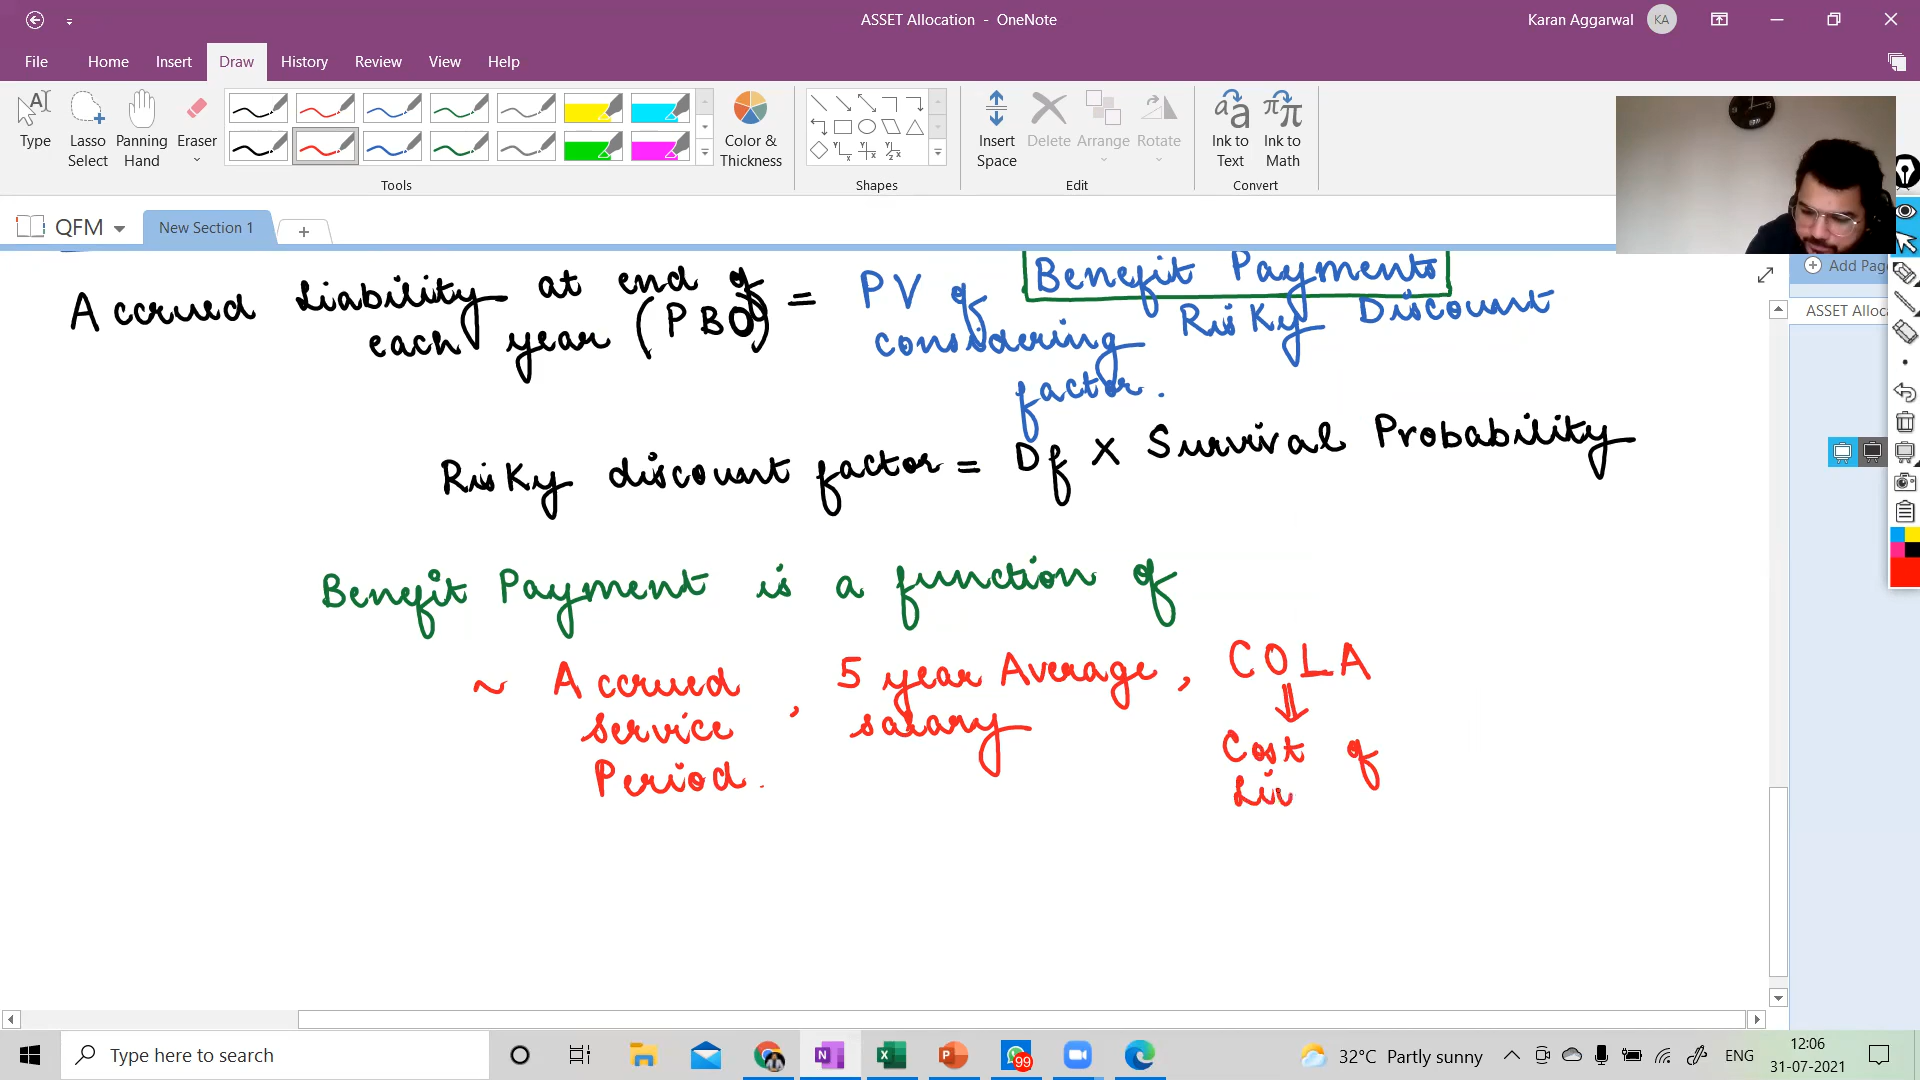 ASSET Allocation - OneNote
Karan Aggarwal KA
File Home Insert Draw History Review View Help
Type Lasso Select Panning Hand Eraser Color & Thickness Insert Space Delete Arrange Rotate Ink to Text Ink to Math
Tools Shapes Edit Convert
QFM New Section 1 +
Add Pag
ASSET Alloca
Accrued Liability at end of each year (PBO) = PV of Benefit Payments
considering Risky Discount
factor.
Risky discount factor = Df X Survival Probability
Benefit Payment is a function of
~ Accrued Service Period. , 5 year Average salary , COLA
⇓
Cost of
Liv
Type here to search
99
32°C Partly sunny
ENG
12:06
31-07-2021